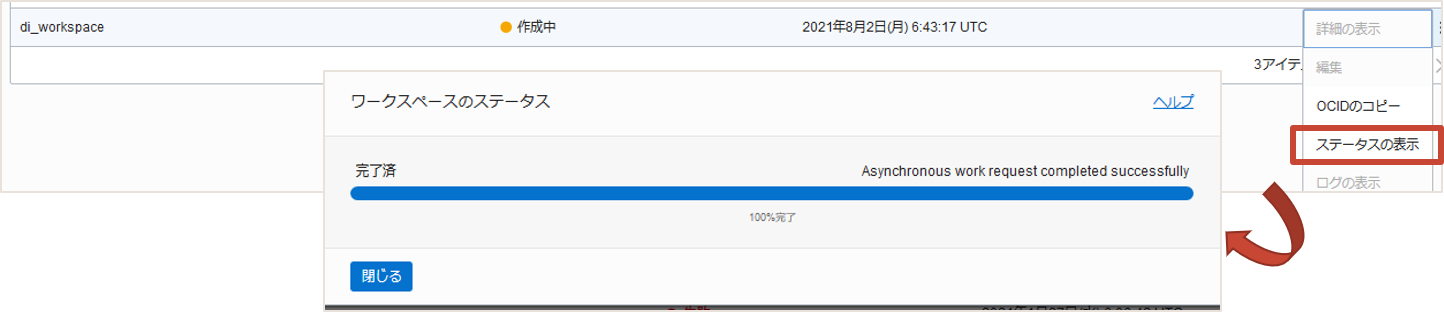 di_workspace 作成中 2021年8月2日(月) 6:43:17 UTC 詳細の表示
3アイテム
編集
OCIDのコピー
ステータスの表示
ログの表示
ワークスペースのステータス ヘルプ
完了済 Asynchronous work request completed successfully
100%完了
閉じる